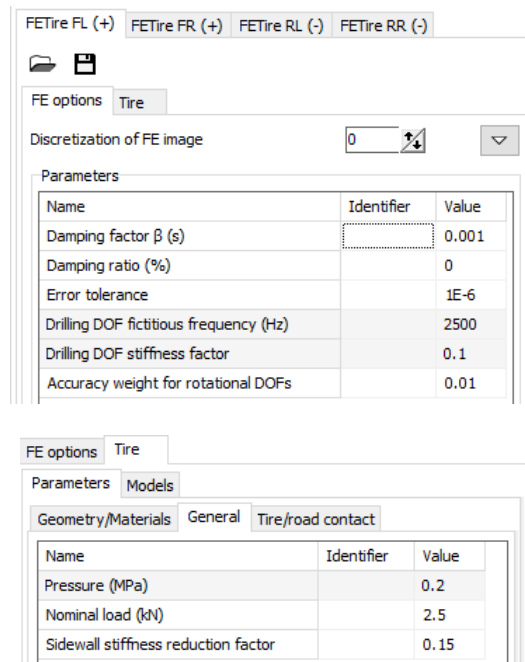 FETire FL (+) FETire FR (+) FETire RL (-) FETire RR (-)
FE options Tire
Discretization of FE image 0
Parameters
Name Identifier Value
Damping factor β (s) 0.001
Damping ratio (%) 0
Error tolerance 1E-6
Drilling DOF fictitious frequency (Hz) 2500
Drilling DOF stiffness factor 0.1
Accuracy weight for rotational DOFs 0.01
FE options Tire
Parameters Models
Geometry/Materials General Tire/road contact
Name Identifier Value
Pressure (MPa) 0.2
Nominal load (kN) 2.5
Sidewall stiffness reduction factor 0.15